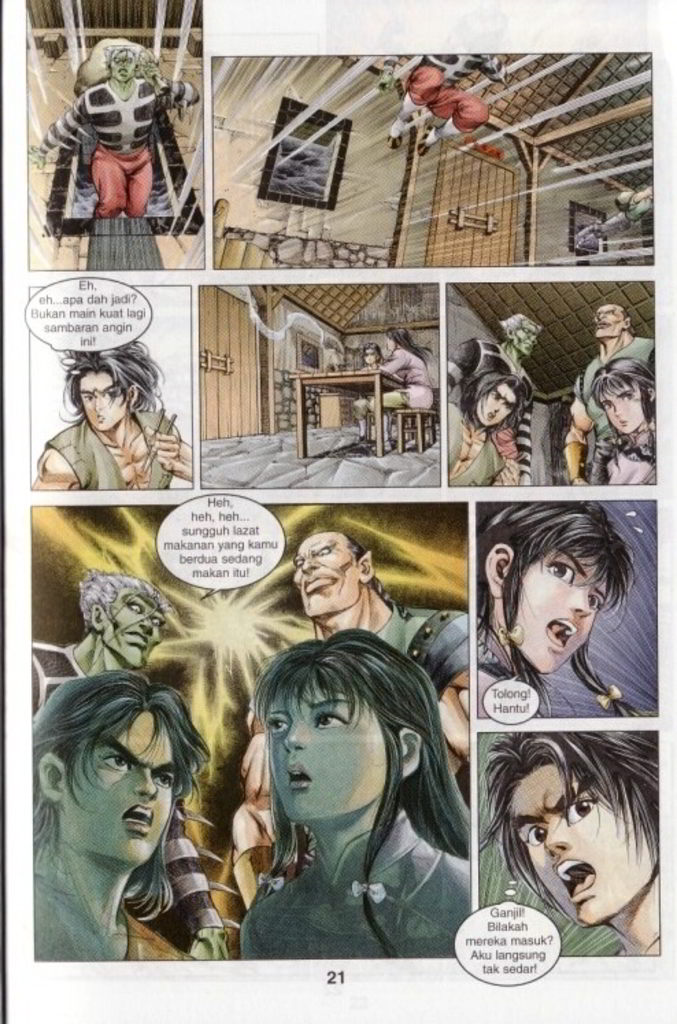 Eh,
eh...apa dah jadi?
Bukan main kuat lagi
sambaran angin
ini!
Heh,
heh, heh...
sungguh lazat
makanan yang kamu
berdua sedang
makan itu!
Tolong!
Hantu!
Ganjil!
Bilakah
mereka masuk?
Aku langsung
tak sedar!
21